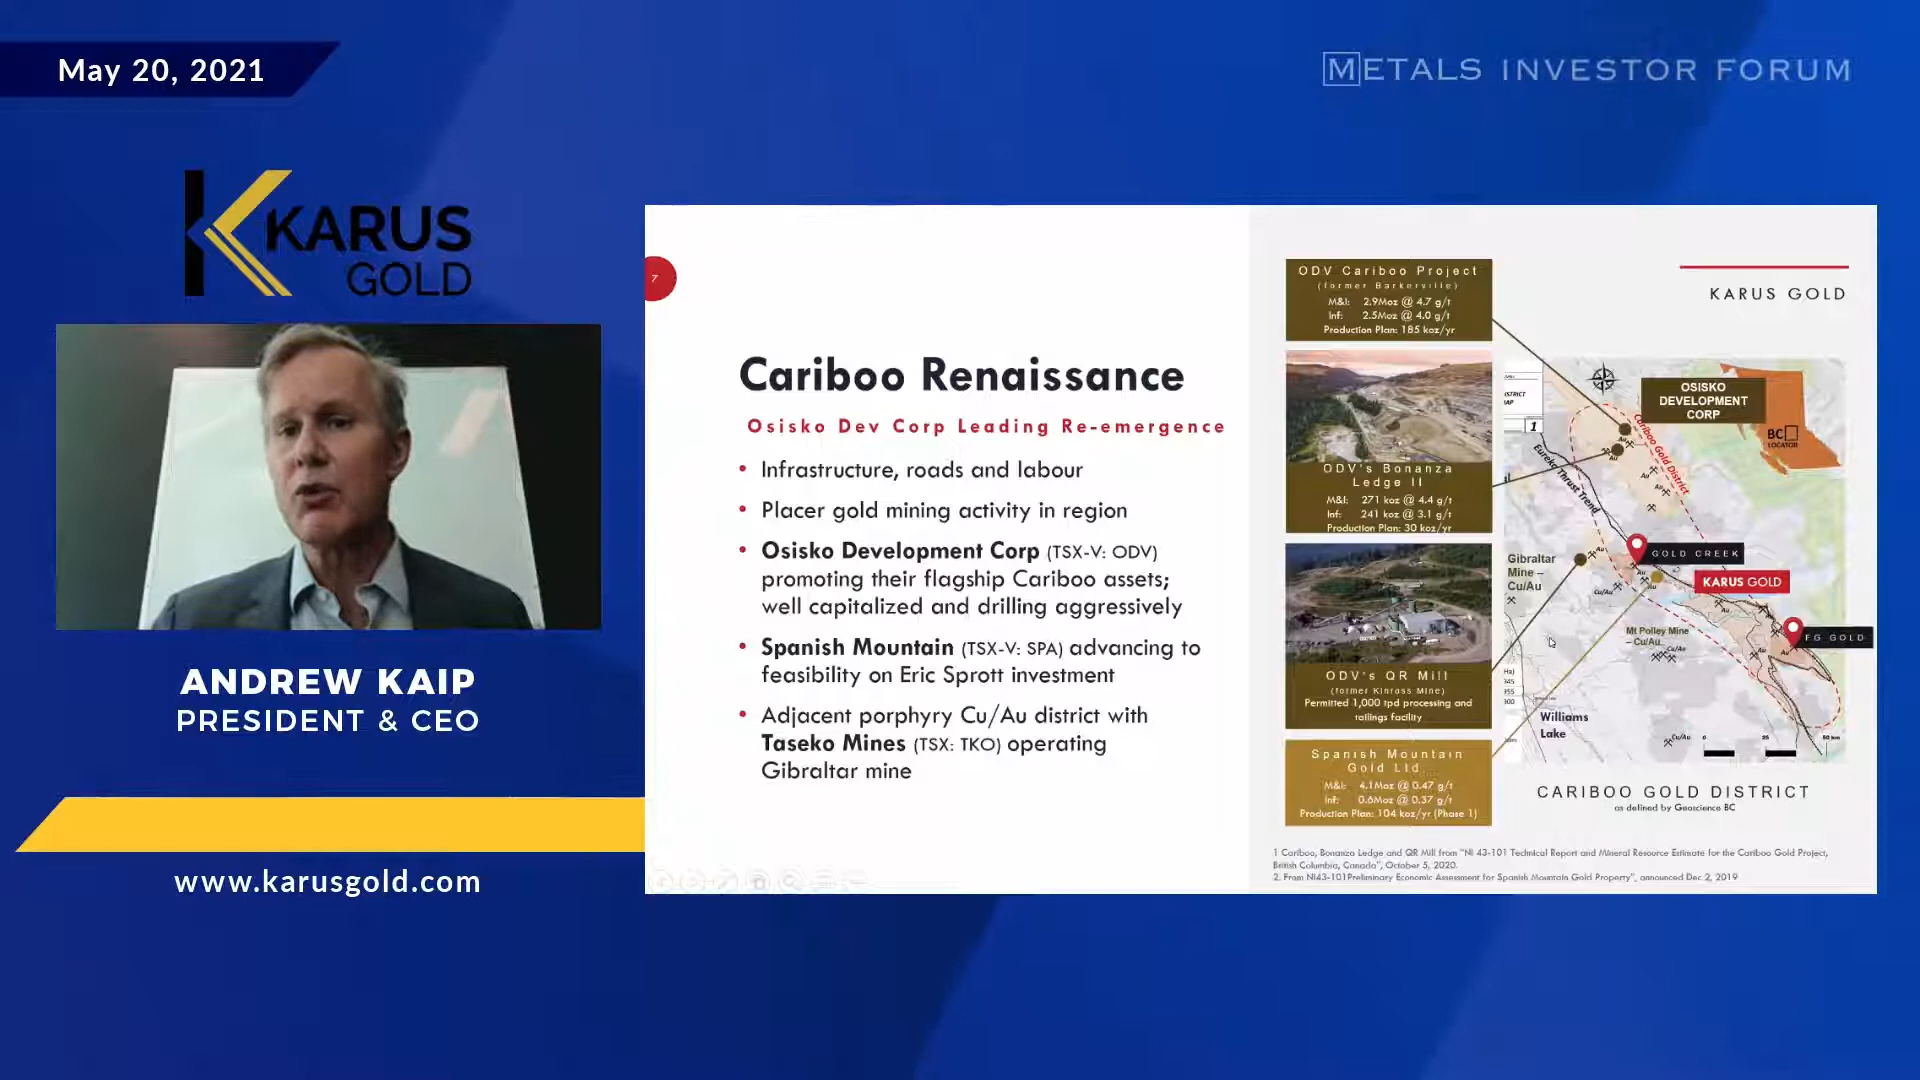 May 20, 2021
METALS INVESTOR FORUM
KARUS
GOLD
ANDREW KAIP
PRESIDENT & CEO
www.karusgold.com
7
Cariboo Renaissance
Osisko Dev Corp Leading Re-emergence
• Infrastructure, roads and labour
• Placer gold mining activity in region
• Osisko Development Corp (TSX-V: ODV)
promoting their flagship Cariboo assets;
well capitalized and drilling aggressively
• Spanish Mountain (TSX-V: SPA) advancing to
feasibility on Eric Sprott investment
• Adjacent porphyry Cu/Au district with
Taseko Mines (TSX: TKO) operating
Gibraltar mine
ODV Cariboo Project
(former Barkerville)
M&I: 2.9Moz @ 4.7 g/t
Inf: 2.5Moz @ 4.0 g/t
Production Plan: 185 koz/yr
ODV's Bonanza
Ledge II
M&I: 271 koz @ 4.4 g/t
Inf: 241 koz @ 3.1 g/t
Production Plan: 30 koz/yr
ODV's QR Mill
(former Kinross Mine)
Permitted 1,000 tpd processing and
tailings facility
Spanish Mountain
Gold Ltd.
M&I: 4.1Moz @ 0.47 g/t
Inf: 0.6Moz @ 0.37 g/t
Production Plan: 104 koz/yr (Phase 1)
KARUS GOLD
OSISKO
DEVELOPMENT
CORP
BC
LOCATOR
1
Cariboo Gold District
Eureka Thrust Trend
Gibraltar
Mine –
Cu/Au
GOLD CREEK
KARUS GOLD
Mt Polley Mine
– Cu/Au
FG GOLD
Williams
Lake
Cu/Au
0 25 50 km
CARIBOO GOLD DISTRICT
as defined by Geoscience BC
1 Cariboo, Bonanza Ledge and QR Mill from "NI 43-101 Technical Report and Mineral Resource Estimate for the Cariboo Gold Project,
British Columbia, Canada", October 5, 2020.
2. From NI43-101Preliminary Economic Assessment for Spanish Mountain Gold Property", announced Dec 2, 2019